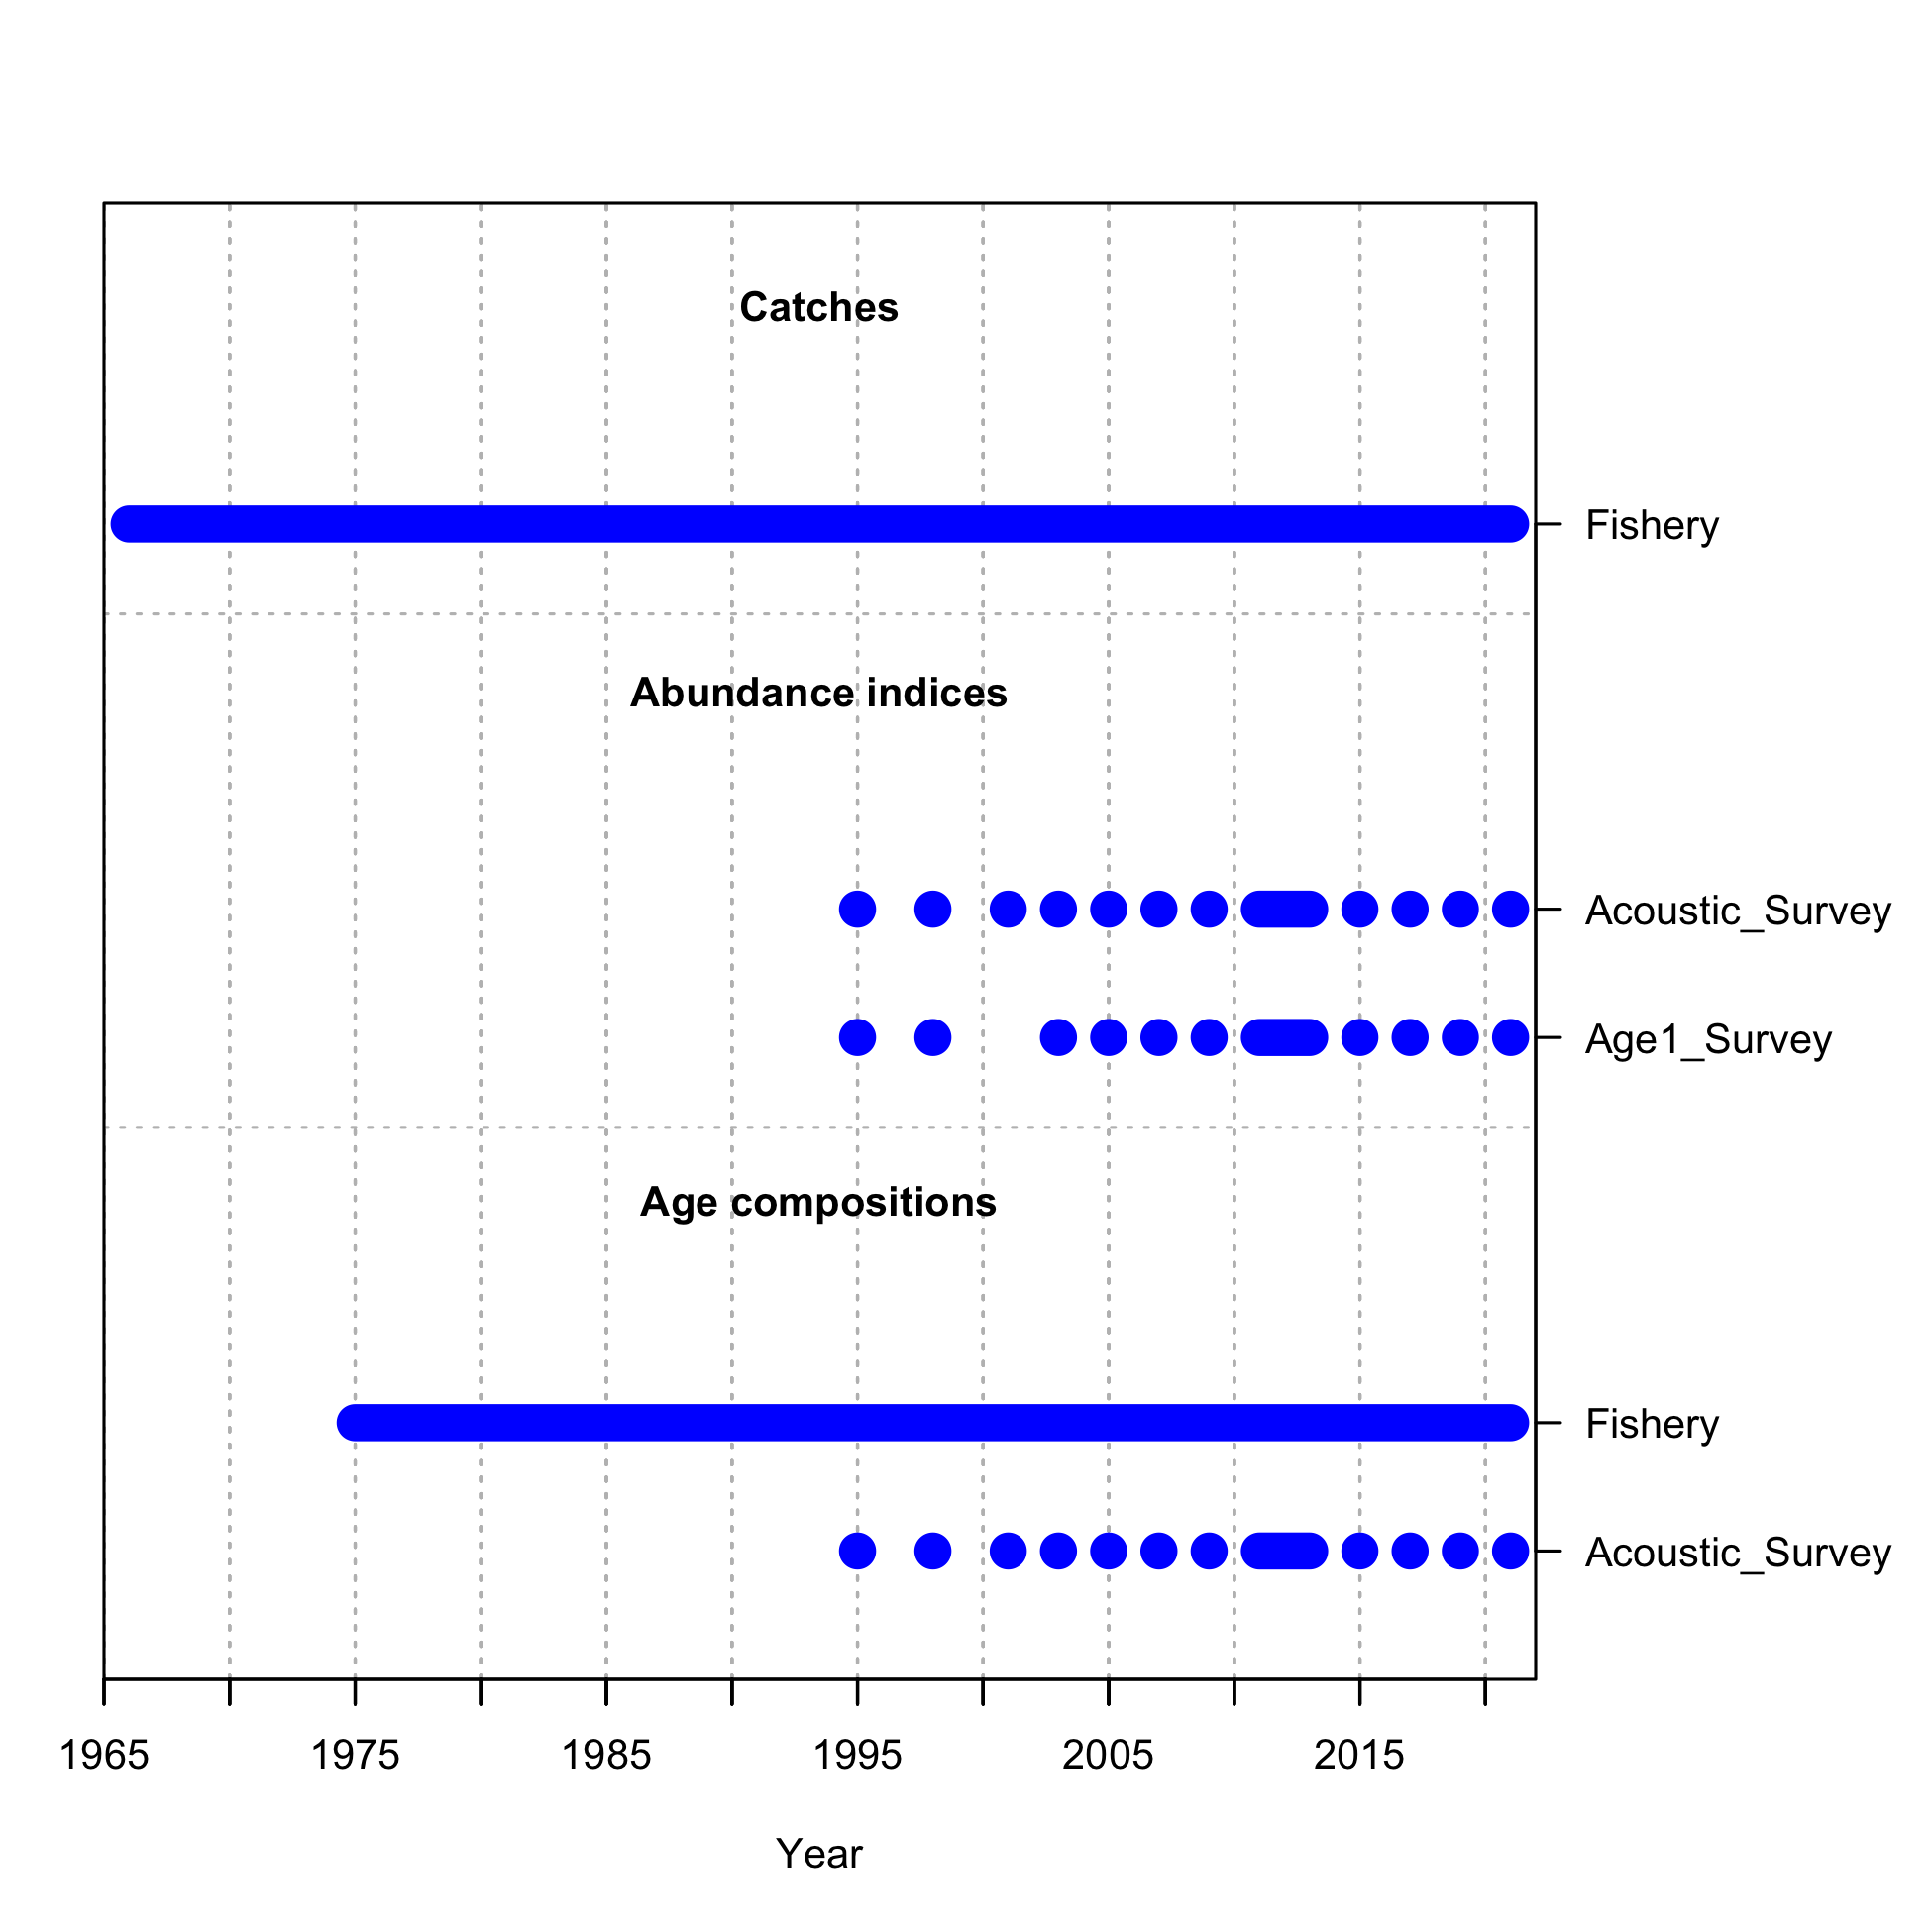 Catches
Fishery
Abundance indices
Acoustic_Survey
Age1_Survey
Age compositions
Fishery
Acoustic_Survey
1965 1975 1985 1995 2005 2015
Year